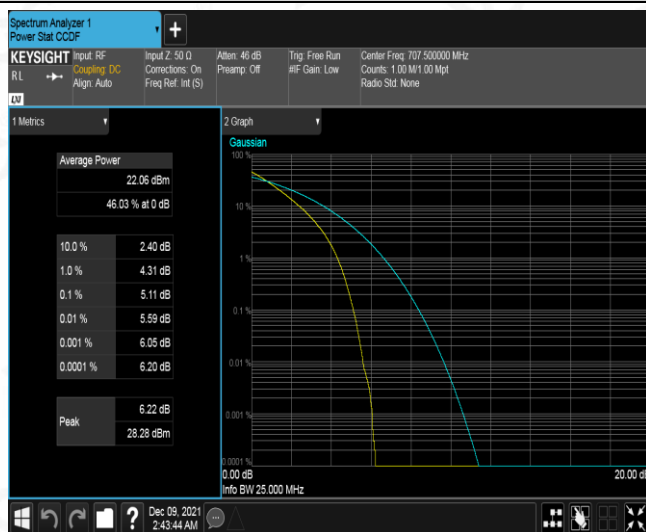 Spectrum Analyzer 1
Power Stat CCDF
+
KEYSIGHT
RL
LXI
Input: RF
Coupling: DC
Align: Auto
Input Z: 50 Ω
Corrections: On
Freq Ref: Int (S)
Atten: 46 dB
Preamp: Off
Trig: Free Run
#IF Gain: Low
Center Freq: 707.500000 MHz
Counts: 1.00 M/1.00 Mpt
Radio Std: None
1 Metrics
Average Power
22.06 dBm
46.03 % at 0 dB
10.0 % 2.40 dB
1.0 % 4.31 dB
0.1 % 5.11 dB
0.01 % 5.59 dB
0.001 % 6.05 dB
0.0001 % 6.20 dB
Peak
6.22 dB
28.28 dBm
2 Graph
Gaussian
100 %
10 %
1 %
0.1 %
0.01 %
0.001 %
0.0001 %
0.00 dB 20.00 dB
Info BW 25.000 MHz
?
Dec 09, 2021
2:43:44 AM